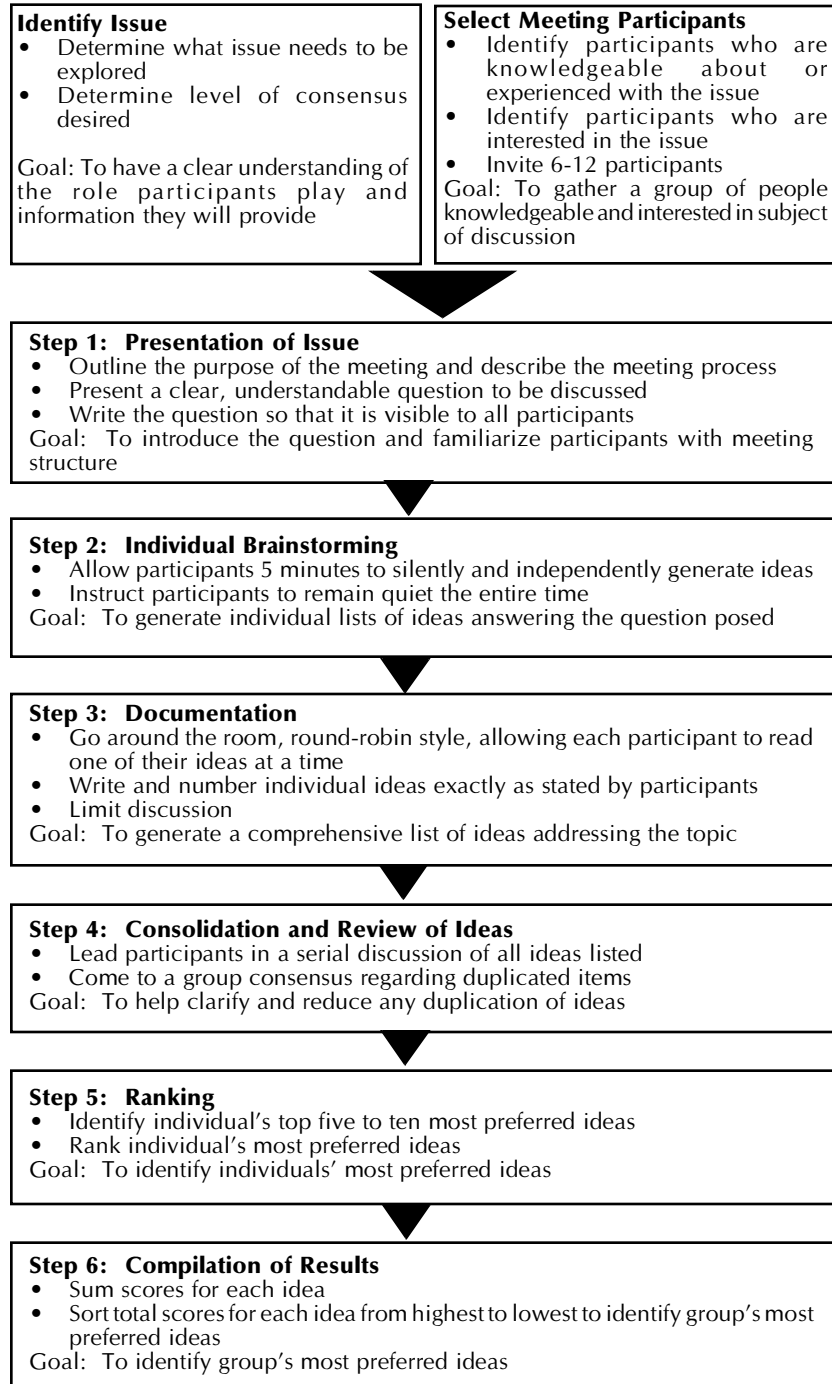 Identify Issue
• Determine what issue needs to be
explored
• Determine level of consensus
desired
Goal: To have a clear understanding of
the role participants play and
information they will provide
Select Meeting Participants
• Identify participants who are
knowledgeable about or
experienced with the issue
• Identify participants who are
interested in the issue
• Invite 6-12 participants
Goal: To gather a group of people
knowledgeable and interested in subject
of discussion
Step 1: Presentation of Issue
• Outline the purpose of the meeting and describe the meeting process
• Present a clear, understandable question to be discussed
• Write the question so that it is visible to all participants
Goal: To introduce the question and familiarize participants with meeting
structure
Step 2: Individual Brainstorming
• Allow participants 5 minutes to silently and independently generate ideas
• Instruct participants to remain quiet the entire time
Goal: To generate individual lists of ideas answering the question posed
Step 3: Documentation
• Go around the room, round-robin style, allowing each participant to read
one of their ideas at a time
• Write and number individual ideas exactly as stated by participants
• Limit discussion
Goal: To generate a comprehensive list of ideas addressing the topic
Step 4: Consolidation and Review of Ideas
• Lead participants in a serial discussion of all ideas listed
• Come to a group consensus regarding duplicated items
Goal: To help clarify and reduce any duplication of ideas
Step 5: Ranking
• Identify individual's top five to ten most preferred ideas
• Rank individual's most preferred ideas
Goal: To identify individuals' most preferred ideas
Step 6: Compilation of Results
• Sum scores for each idea
• Sort total scores for each idea from highest to lowest to identify group's most
preferred ideas
Goal: To identify group's most preferred ideas